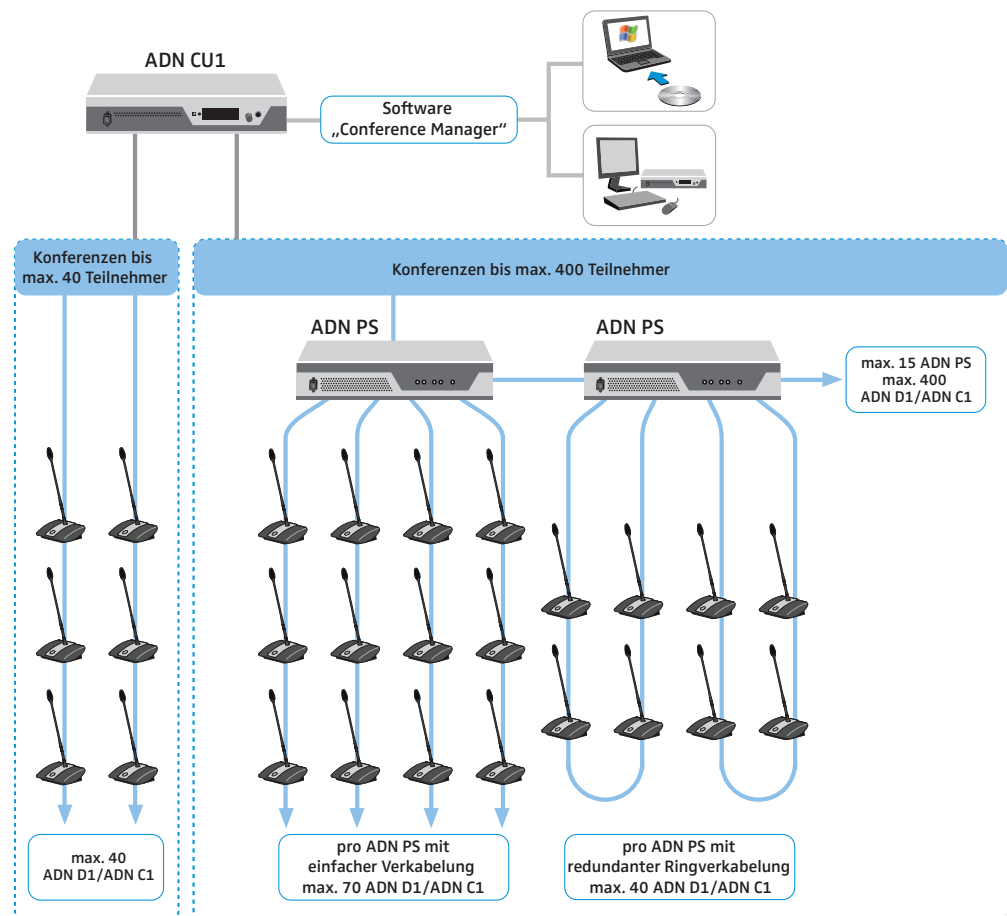 ADN CU1
Software
„Conference Manager“
Konferenzen bis
max. 40 Teilnehmer
Konferenzen bis max. 400 Teilnehmer
ADN PS
ADN PS
max. 15 ADN PS
max. 400
ADN D1/ADN C1
max. 40
ADN D1/ADN C1
pro ADN PS mit
einfacher Verkabelung
max. 70 ADN D1/ADN C1
pro ADN PS mit
redundanter Ringverkabelung
max. 40 ADN D1/ADN C1